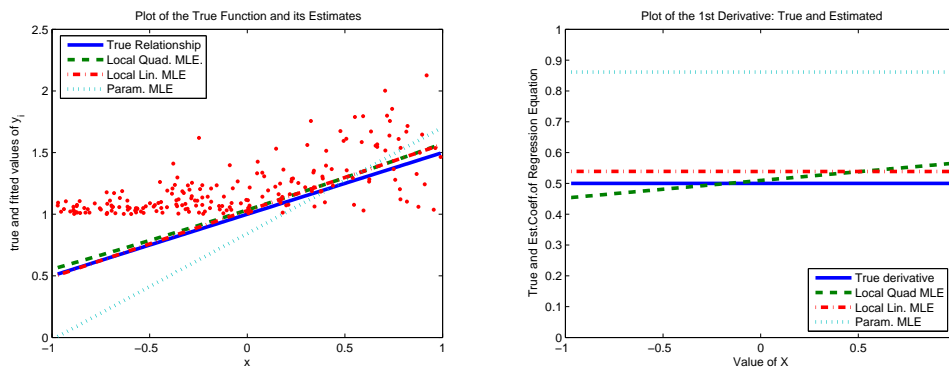 Plot of the True Function and its Estimates
2.5
2
1.5
1
0.5
0
true and fitted values of y_i
True Relationship
Local Quad. MLE.
Local Lin. MLE
Param. MLE
−1
−0.5
0
0.5
1
x
Plot of the 1st Derivative: True and Estimated
1
0.9
0.8
0.7
0.6
0.5
0.4
0.3
0.2
0.1
0
True and Est.Coeff.of Regression Equation
True derivative
Local Quad MLE
Local Lin. MLE
Param. MLE
−1
−0.5
0
0.5
Value of X